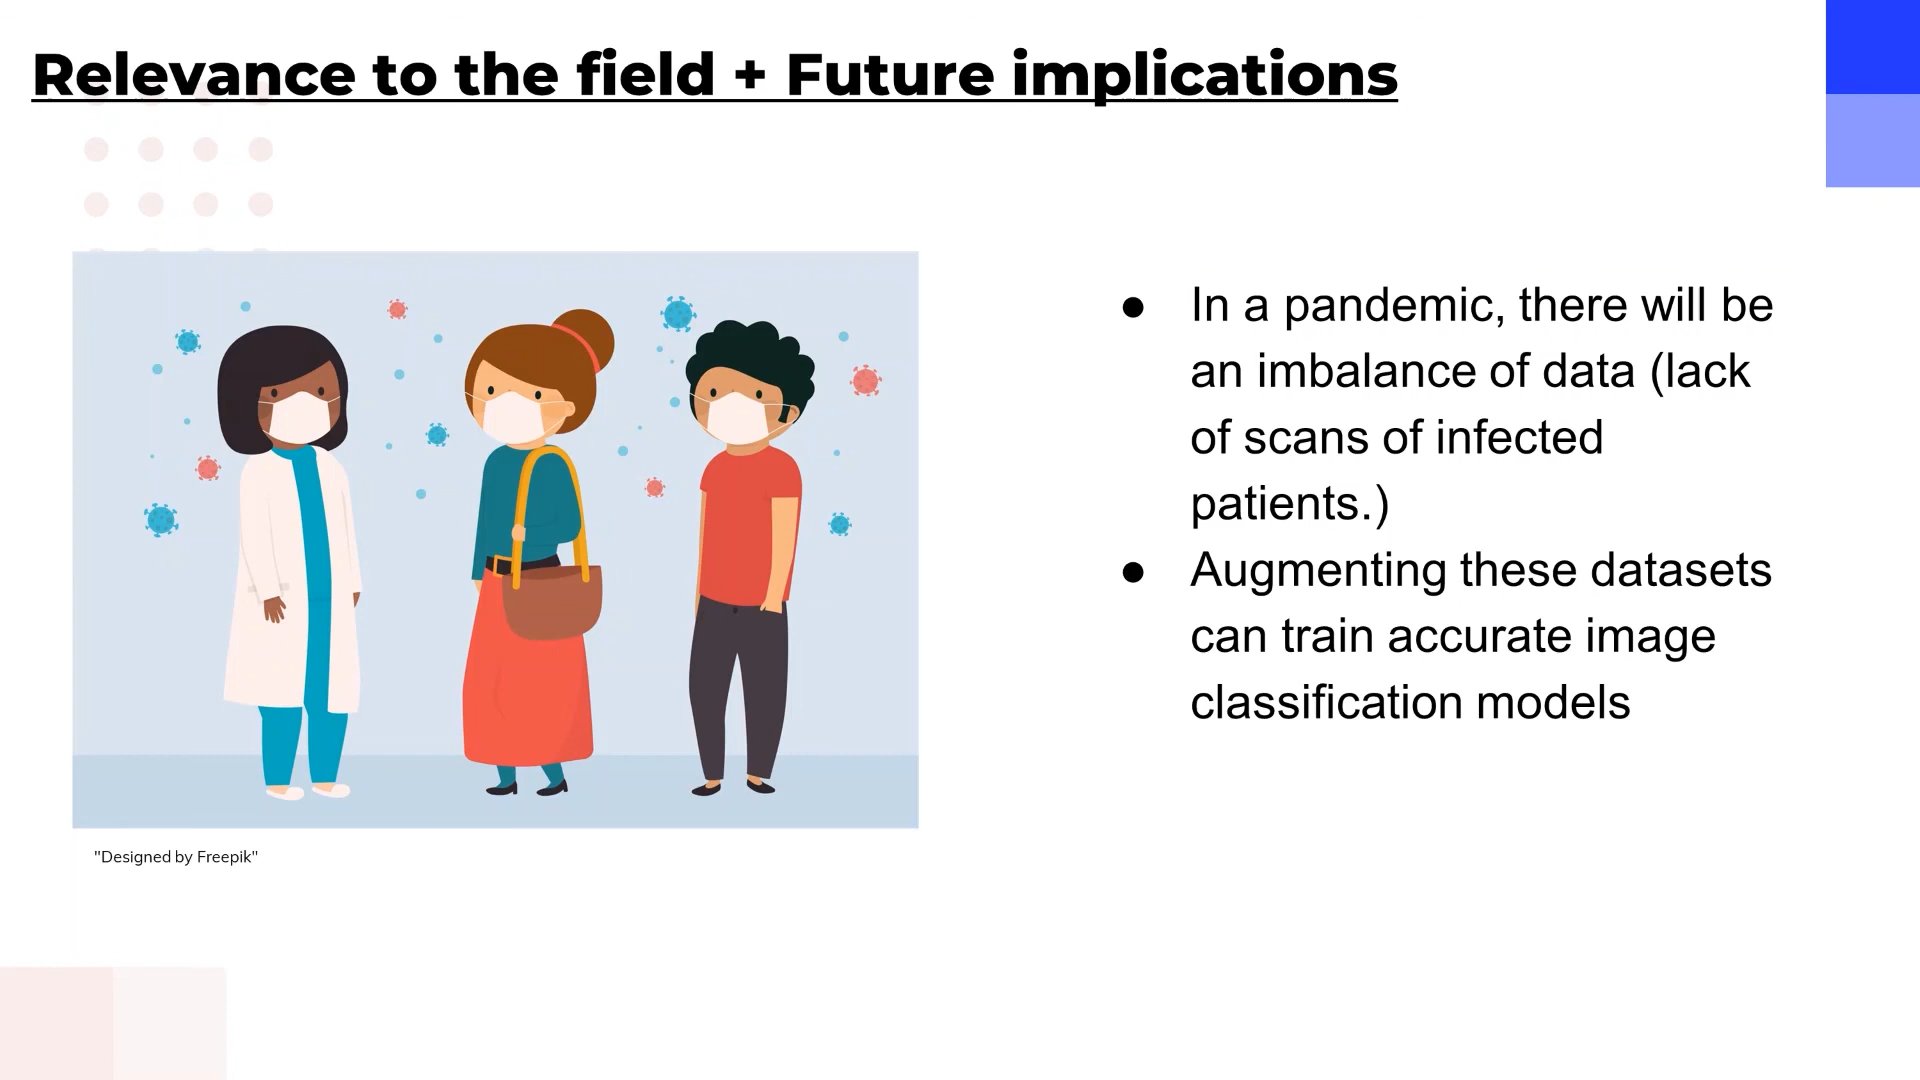 Relevance to the field + Future implications
● In a pandemic, there will be
an imbalance of data (lack
of scans of infected
patients.)
● Augmenting these datasets
can train accurate image
classification models
"Designed by Freepik"